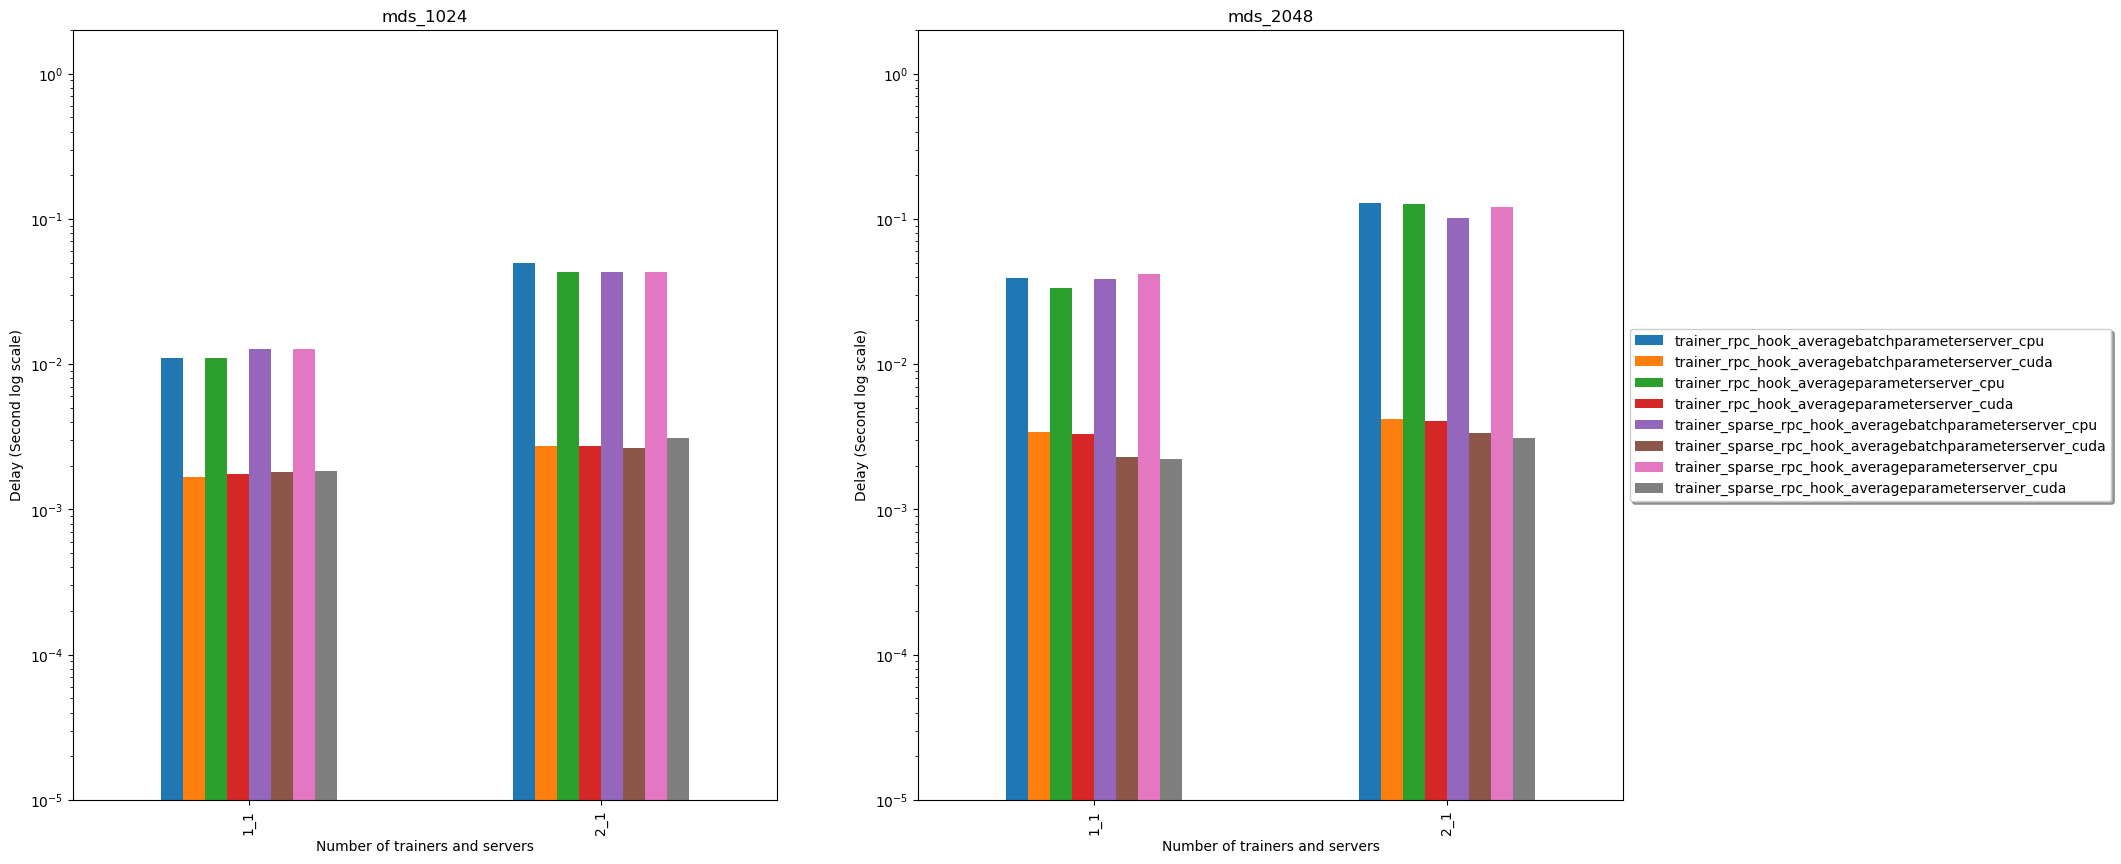 mds_1024
10⁰
10⁻¹
10⁻²
10⁻³
10⁻⁴
10⁻⁵
Delay (Second log scale)
1_1
2_1
Number of trainers and servers
mds_2048
10⁰
10⁻¹
10⁻²
10⁻³
10⁻⁴
10⁻⁵
Delay (Second log scale)
1_1
2_1
Number of trainers and servers
trainer_rpc_hook_averagebatchparameterserver_cpu
trainer_rpc_hook_averagebatchparameterserver_cuda
trainer_rpc_hook_averageparameterserver_cpu
trainer_rpc_hook_averageparameterserver_cuda
trainer_sparse_rpc_hook_averagebatchparameterserver_cpu
trainer_sparse_rpc_hook_averagebatchparameterserver_cuda
trainer_sparse_rpc_hook_averageparameterserver_cpu
trainer_sparse_rpc_hook_averageparameterserver_cuda